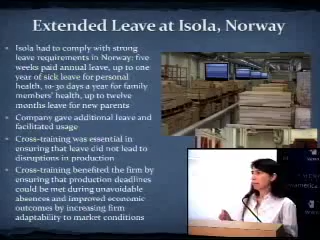 Extended Leave at Isola, Norway
Isola had to comply with strong
leave requirements in Norway: five
weeks paid annual leave, up to one
year of sick leave for personal
health, 10-30 days a year for family
members' health, up to twelve
months leave for new parents
Company gave additional leave and
facilitated usage
Cross-training was essential in
ensuring that leave did not lead to
disruptions in production
Cross-training benefited the firm by
ensuring that production deadlines
could be met during unavoidable
absences and improved economic
outcomes by increasing firm
adaptability to market conditions